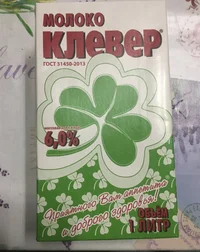 МОЛОКО
КЛЕВЕР®
ГОСТ 31450-2013
6,0%
Приятного Вам аппетита
и доброго здоровья!
ОБЪЕМ
1 ЛИТР